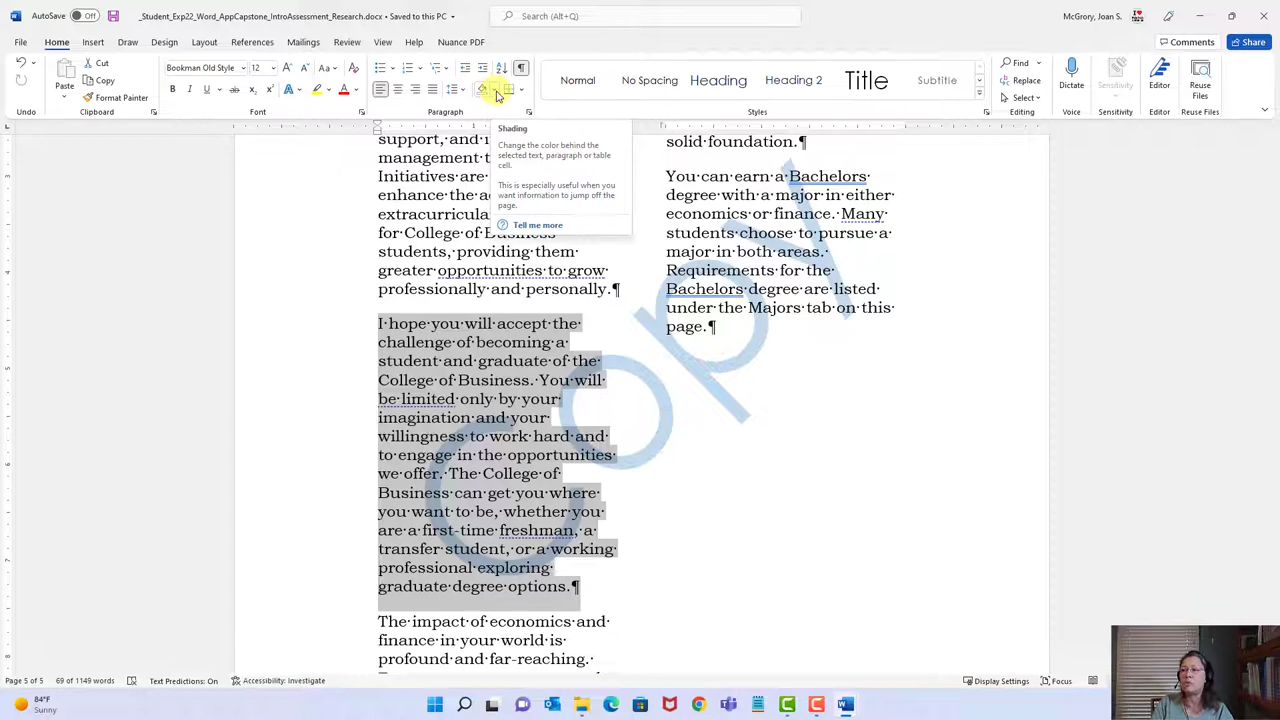 AutoSave Off
_Student_Exp22_Word_AppCapstone_IntroAssessment_Research.docx • Saved to this PC
Search (Alt+Q)
McGrory, Joan S.
File Home Insert Draw Design Layout References Mailings Review View Help Nuance PDF
Comments Share
Undo Paste Cut Copy Format Painter
Clipboard
Bookman Old Style 12
Font
Paragraph
Shading
Change the color behind the
selected text, paragraph or table
cell.
This is especially useful when you
want information to jump off the
page.
Tell me more
Normal No Spacing Heading Heading 2 Title Subtitle
Styles
Find
Replace
Select
Editing
Dictate
Voice
Sensitivity
Sensitivity
Editor
Editor
Reuse Files
Reuse Files
support, and i
management t
Initiatives are
enhance the a
extracurricula
for College of Business
students, providing them
greater opportunities to grow
professionally and personally.¶
I hope you will accept the
challenge of becoming a
student and graduate of the
College of Business. You will
be limited only by your
imagination and your
willingness to work hard and
to engage in the opportunities
we offer. The College of
Business can get you where
you want to be, whether you
are a first-time freshman, a
transfer student, or a working
professional exploring
graduate degree options.¶
The impact of economics and
finance in your world is
profound and far-reaching.
solid foundation.¶
You can earn a Bachelors
degree with a major in either
economics or finance. Many
students choose to pursue a
major in both areas.
Requirements for the
Bachelors degree are listed
under the Majors tab on this
page.¶
Copy
Page 5 of 5 69 of 1149 words Text Predictions: On Accessibility: Investigate
Display Settings Focus
84°F
Sunny